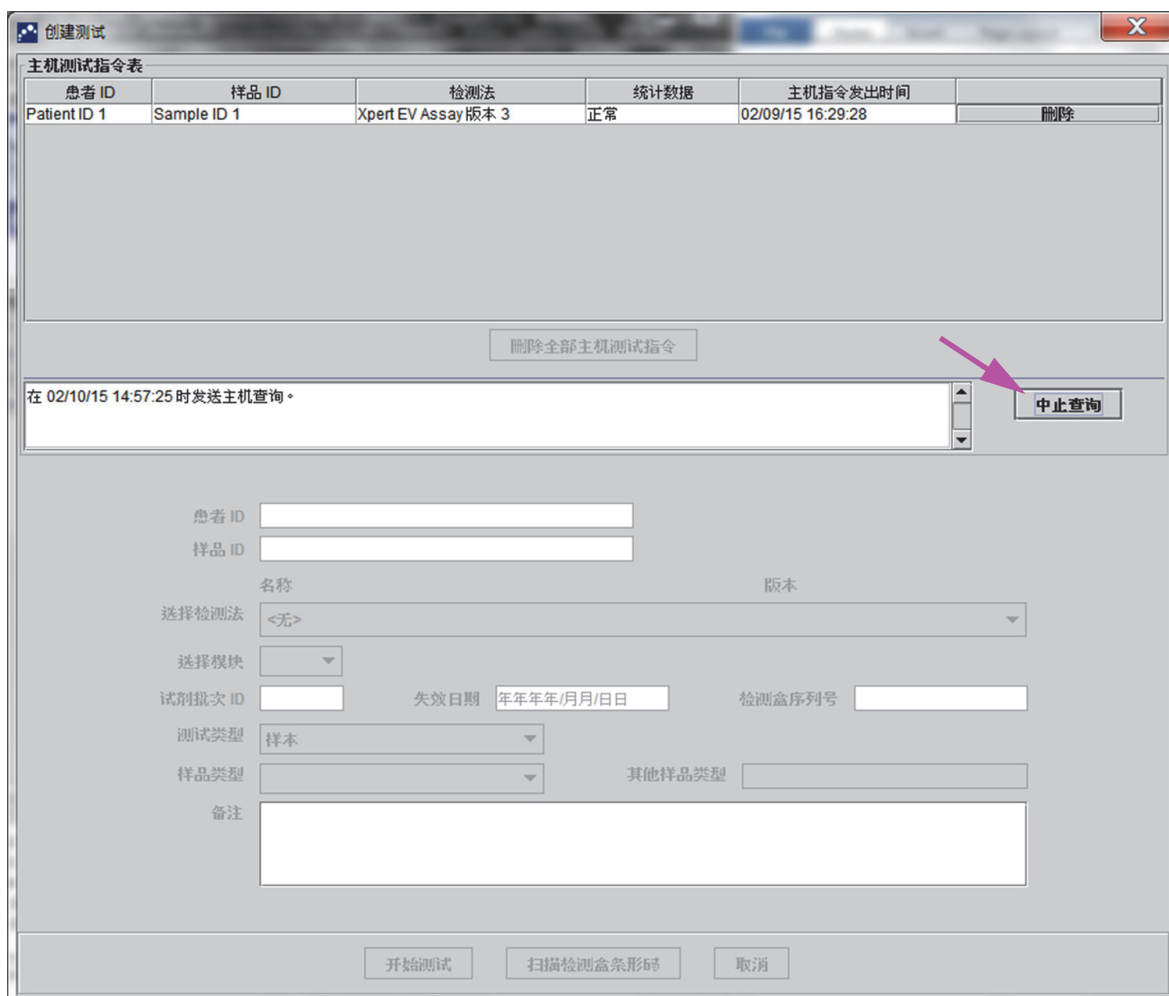 创建测试
主机测试指令表
患者 ID 样品 ID 检测法 统计数据 主机指令发出时间
Patient ID 1 Sample ID 1 Xpert EV Assay版本 3 正常 02/09/15 16:29:28 删除
删除全部主机测试指令
在 02/10/15 14:57:25 时发送主机查询。 中止查询
患者 ID
样品 ID
名称 版本
选择检测法 <无>
选择模块
试剂批次 ID 失效日期 年年年年/月月/日日 检测盒序列号
测试类型 样本
样品类型 其他样品类型
备注
开始测试 扫描检测盒条形码 取消